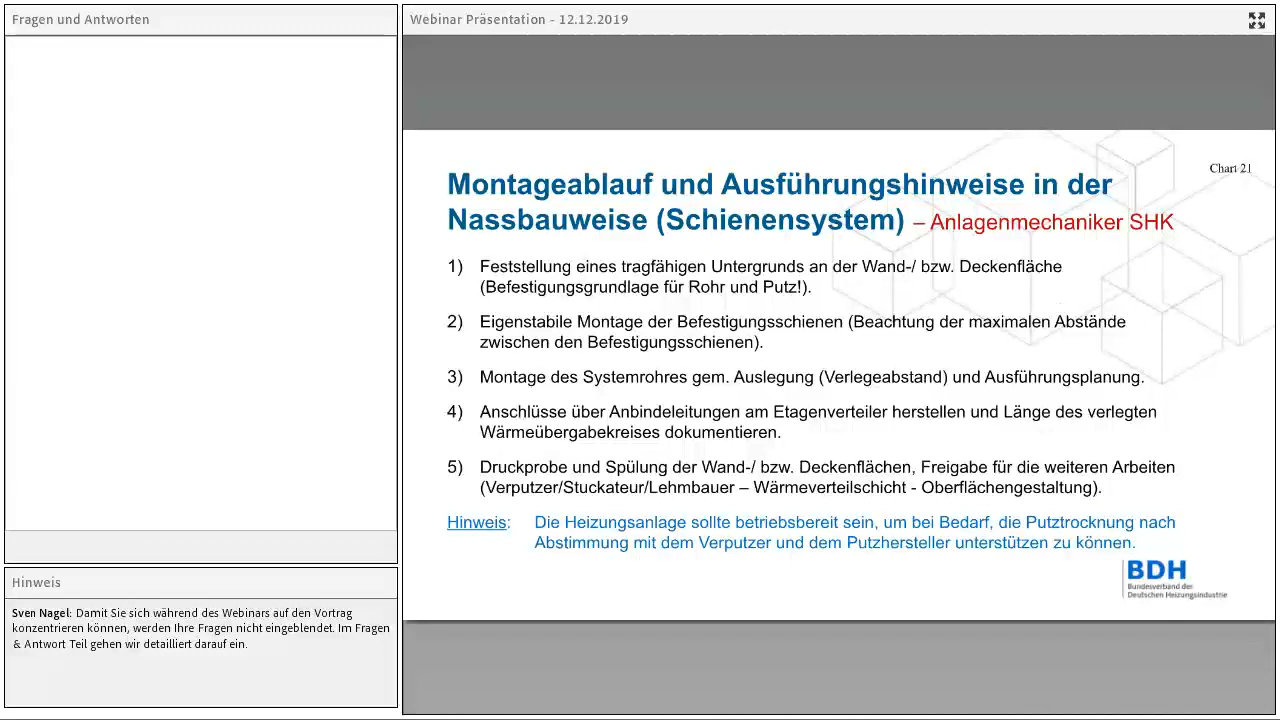 Fragen und Antworten
Hinweis
Sven Nagel: Damit Sie sich während des Webinars auf den Vortrag
konzentrieren können, werden Ihre Fragen nicht eingeblendet. Im Fragen
& Antwort Teil gehen wir detailliert darauf ein.
Webinar Präsentation - 12.12.2019
Chart 21
Montageablauf und Ausführungshinweise in der
Nassbauweise (Schienensystem) – Anlagenmechaniker SHK
1) Feststellung eines tragfähigen Untergrunds an der Wand-/ bzw. Deckenfläche
(Befestigungsgrundlage für Rohr und Putz!).
2) Eigenstabile Montage der Befestigungsschienen (Beachtung der maximalen Abstände
zwischen den Befestigungsschienen).
3) Montage des Systemrohres gem. Auslegung (Verlegeabstand) und Ausführungsplanung.
4) Anschlüsse über Anbindeleitungen am Etagenverteiler herstellen und Länge des verlegten
Wärmeübergabekreises dokumentieren.
5) Druckprobe und Spülung der Wand-/ bzw. Deckenflächen, Freigabe für die weiteren Arbeiten
(Verputzer/Stuckateur/Lehmbauer – Wärmeverteilschicht - Oberflächengestaltung).
Hinweis: Die Heizungsanlage sollte betriebsbereit sein, um bei Bedarf, die Putztrocknung nach
Abstimmung mit dem Verputzer und dem Putzhersteller unterstützen zu können.
BDH
Bundesverband der
Deutschen Heizungsindustrie